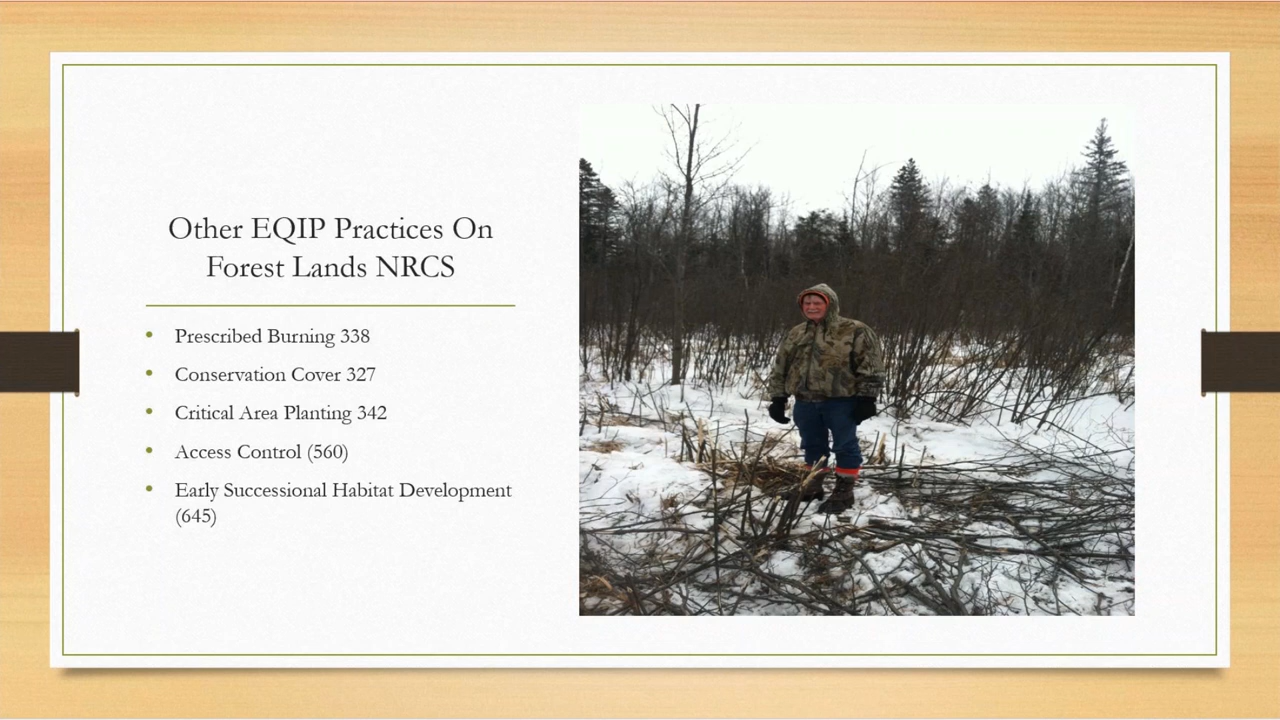 Other EQIP Practices On
Forest Lands NRCS
• Prescribed Burning 338
• Conservation Cover 327
• Critical Area Planting 342
• Access Control (560)
• Early Successional Habitat Development
(645)